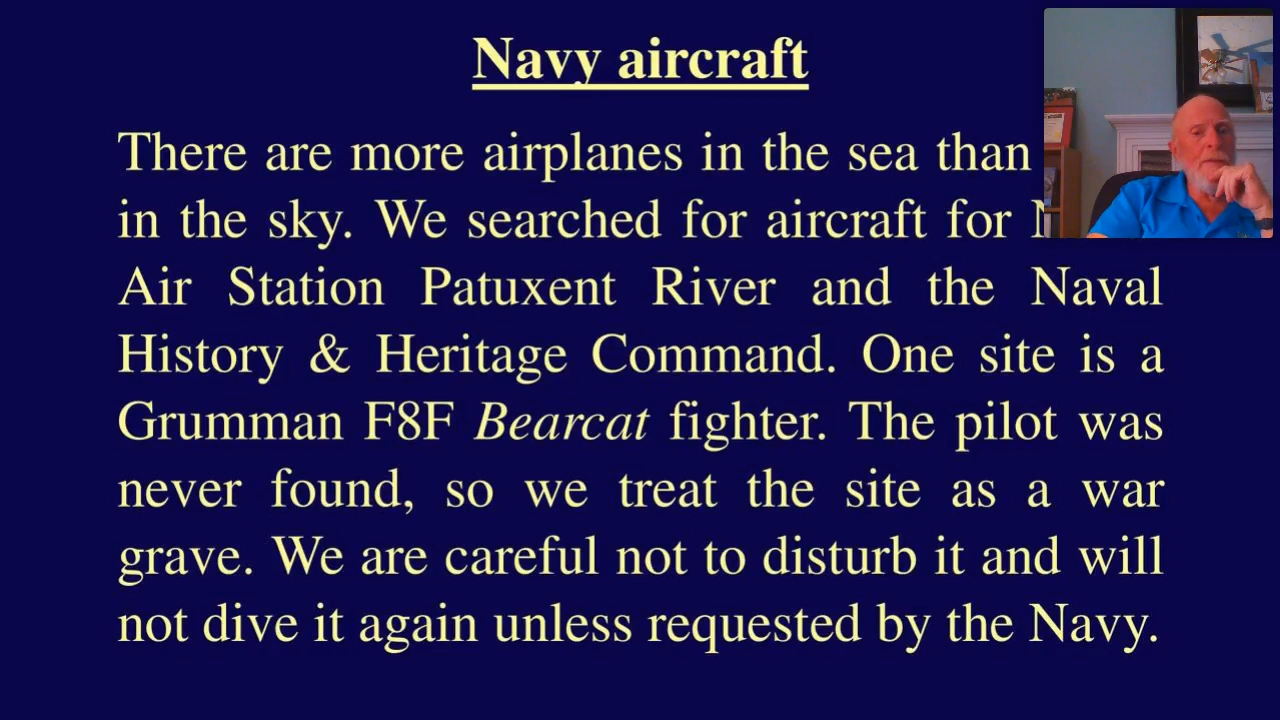 Navy aircraft
There are more airplanes in the sea than
in the sky. We searched for aircraft for
Air Station Patuxent River and the Naval
History & Heritage Command. One site is a
Grumman F8F Bearcat fighter. The pilot was
never found, so we treat the site as a war
grave. We are careful not to disturb it and will
not dive it again unless requested by the Navy.